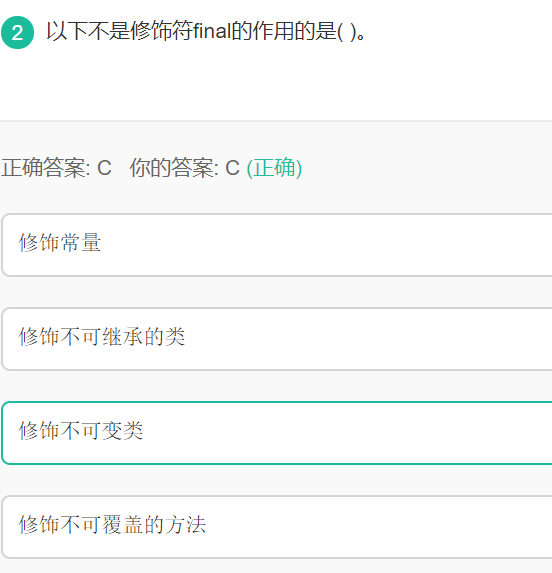 2 以下不是修饰符final的作用的是( )。
正确答案: C 你的答案: C (正确)
修饰常量
修饰不可继承的类
修饰不可变类
修饰不可覆盖的方法